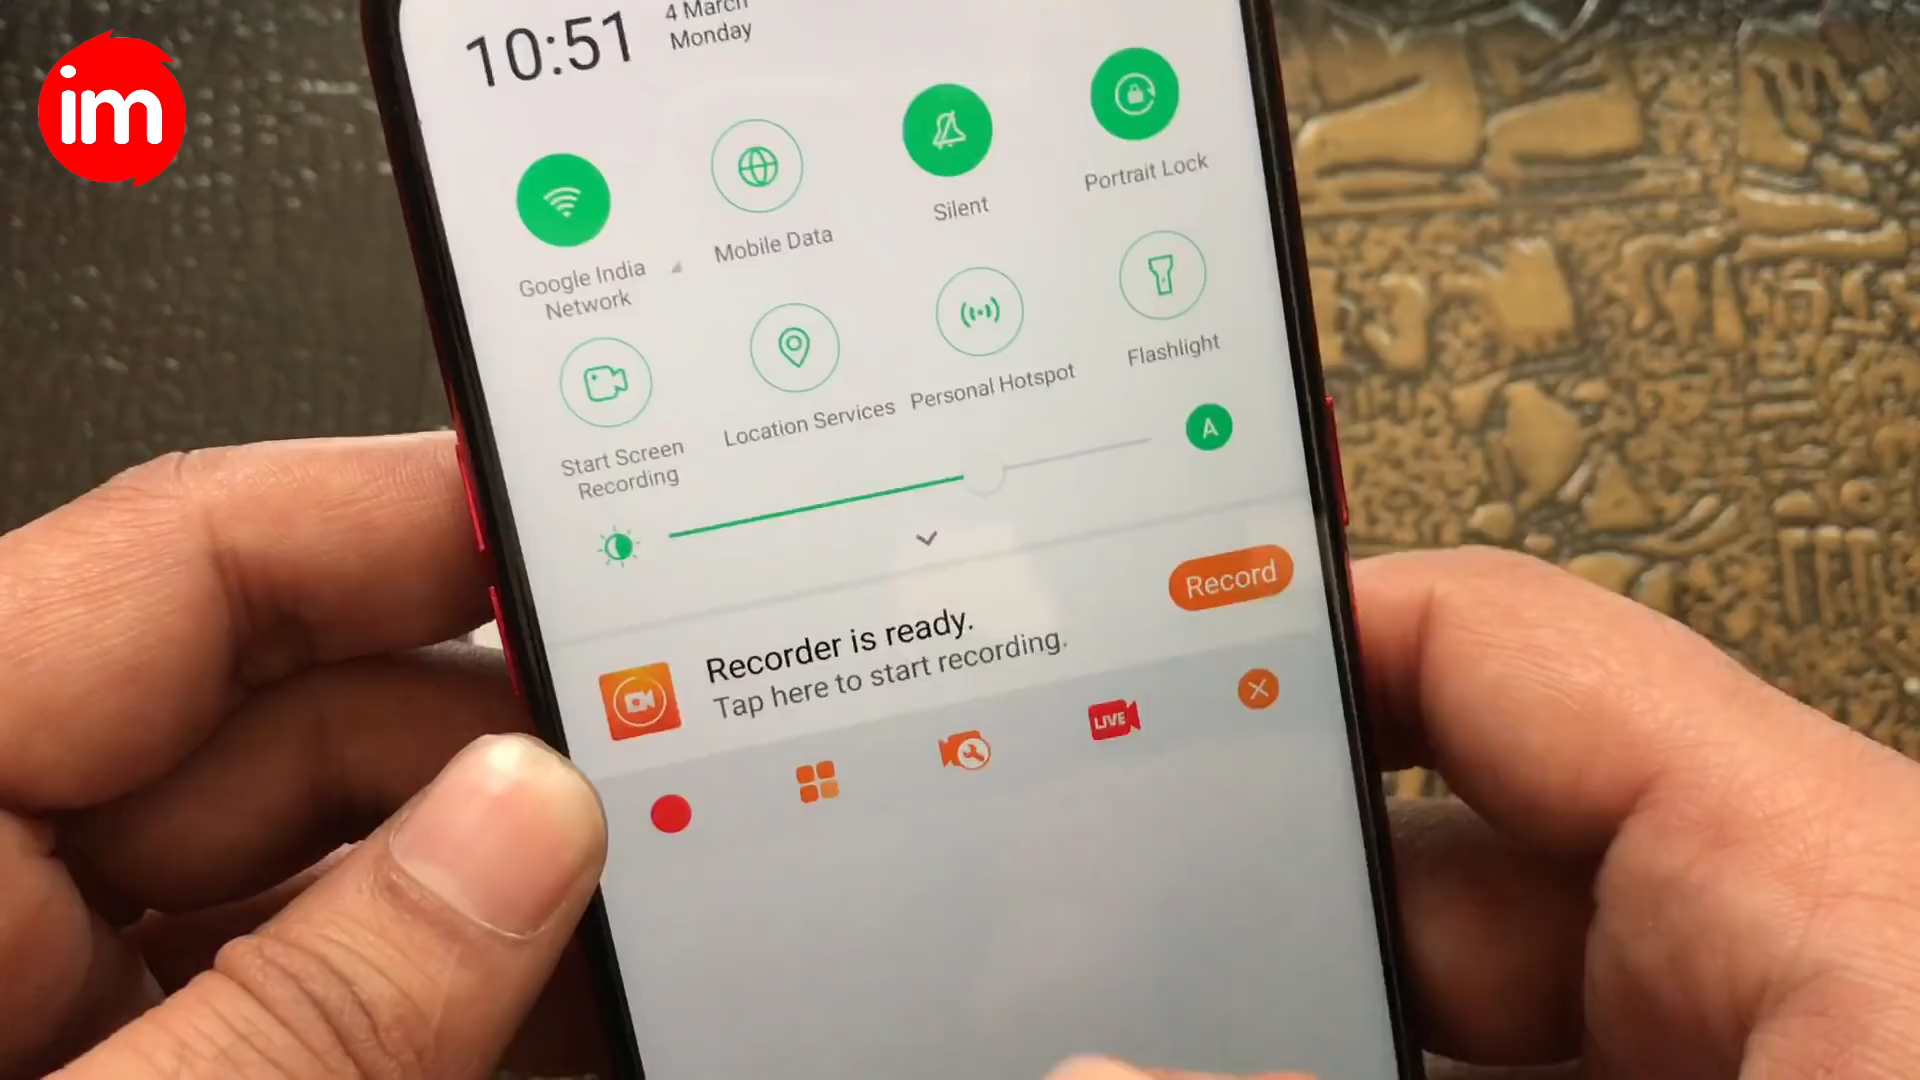 im
10:51
4 March
Monday
Google India
Network
Mobile Data
Silent
Portrait Lock
Start Screen
Recording
Location Services
Personal Hotspot
Flashlight
A
Recorder is ready.
Tap here to start recording.
Record
LIVE